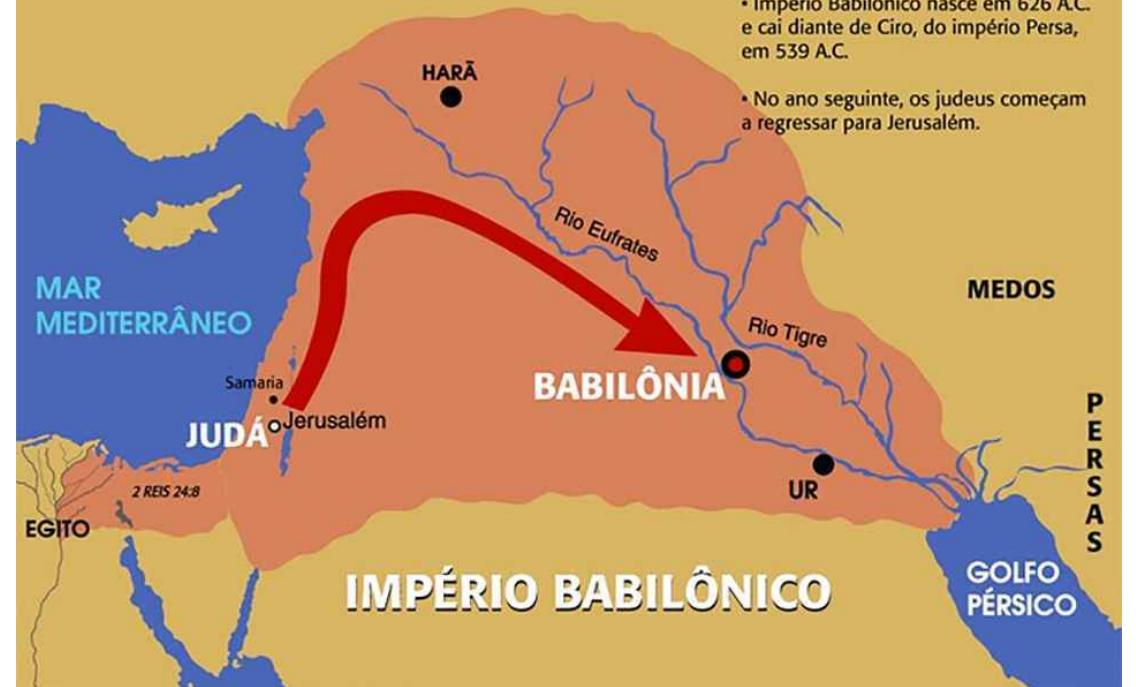 • Império Babilônico nasce em 626 A.C.
e cai diante de Ciro, do império Persa,
em 539 A.C.
• No ano seguinte, os judeus começam
a regressar para Jerusalém.
HARÃ
Rio Eufrates
MAR
MEDITERRÂNEO
MEDOS
Rio Tigre
BABILÔNIA
Samaria
JUDÁ
Jerusalém
PERSAS
2 REIS 24:8
UR
EGITO
IMPÉRIO BABILÔNICO
GOLFO
PÉRSICO